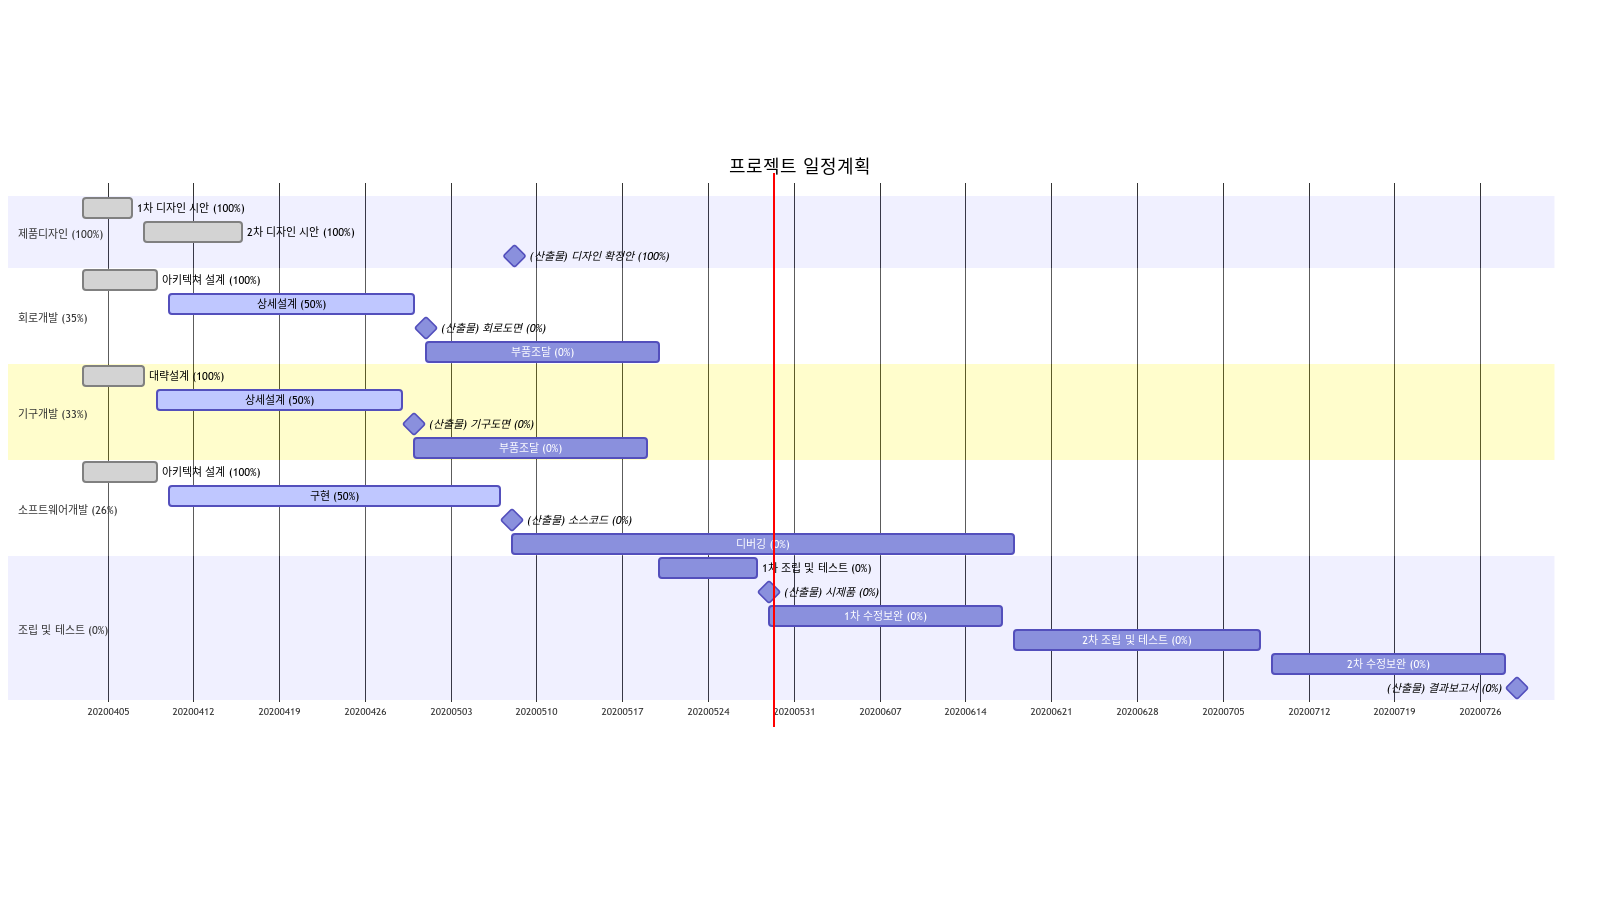 프로젝트 일정계획
1차 디자인 시안 (100%)
제품디자인 (100%)
2차 디자인 시안 (100%)
(산출물) 디자인 확정안 (100%)
아키텍쳐 설계 (100%)
상세설계 (50%)
회로개발 (35%)
(산출물) 회로도면 (0%)
부품조달 (0%)
대략설계 (100%)
상세설계 (50%)
기구개발 (33%)
(산출물) 기구도면 (0%)
부품조달 (0%)
아키텍쳐 설계 (100%)
구현 (50%)
소프트웨어개발 (26%)
(산출물) 소스코드 (0%)
디버깅 (0%)
1차 조립 및 테스트 (0%)
(산출물) 시제품 (0%)
1차 수정보완 (0%)
조립 및 테스트 (0%)
2차 조립 및 테스트 (0%)
2차 수정보완 (0%)
(산출물) 결과보고서 (0%)
20200405 20200412 20200419 20200426 20200503 20200510 20200517 20200524 20200531 20200607 20200614 20200621 20200628 20200705 20200712 20200719 20200726